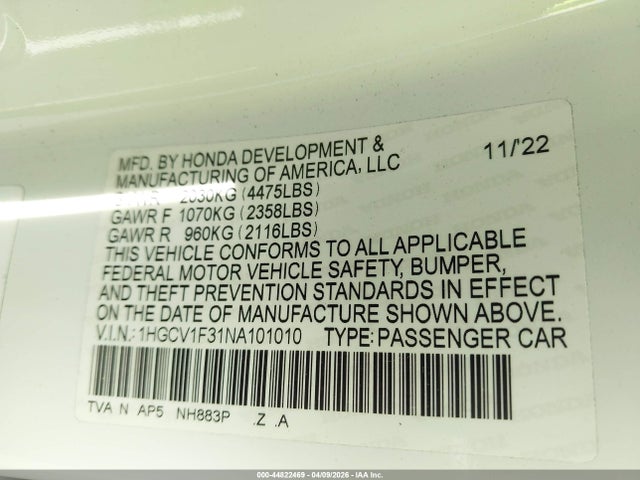 MFD. BY HONDA DEVELOPMENT &
MANUFACTURING OF AMERICA, LLC
11/'22
GVWR 2030KG (4475LBS)
GAWR F 1070KG (2358LBS)
GAWR R 960KG (2116LBS)
THIS VEHICLE CONFORMS TO ALL APPLICABLE
FEDERAL MOTOR VEHICLE SAFETY, BUMPER,
AND THEFT PREVENTION STANDARDS IN EFFECT
ON THE DATE OF MANUFACTURE SHOWN ABOVE.
V.I.N.: 1HGCV1F31NA101010 TYPE: PASSENGER CAR
TVA N AP5 NH883P .Z .A
000-44822469 - 04/09/2026 - IAA Inc.